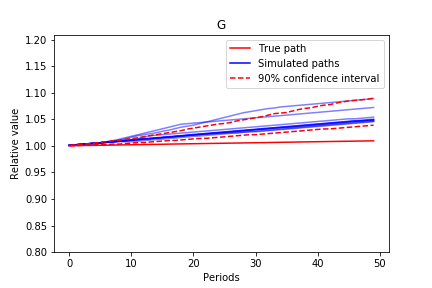 G
1.20
1.15
1.10
1.05
1.00
0.95
0.90
0.85
0.80
Relative value
True path
Simulated paths
90% confidence interval
0 10 20 30 40 50
Periods